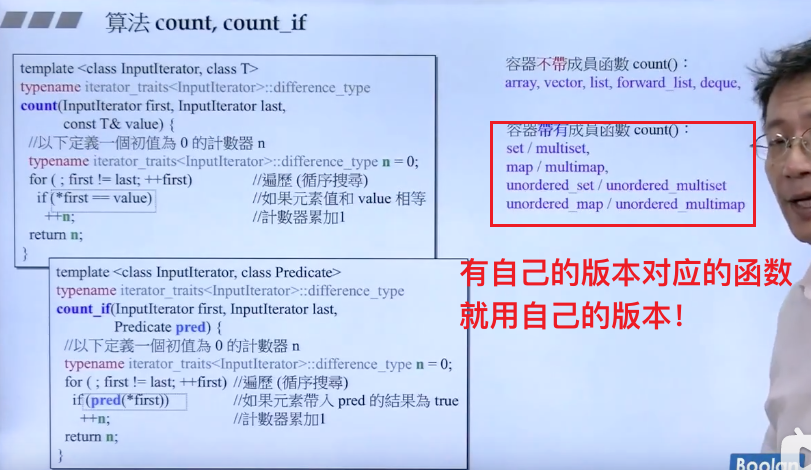 算法 count, count_if
template <class InputIterator, class T>
typename iterator_traits<InputIterator>::difference_type
count(InputIterator first, InputIterator last,
const T& value) {
//以下定義一個初值為 0 的計數器 n
typename iterator_traits<InputIterator>::difference_type n = 0;
for ( ; first != last; ++first) //遍歷 (循序搜尋)
if (*first == value) //如果元素值和 value 相等
++n; //計數器累加1
return n;
}
template <class InputIterator, class Predicate>
typename iterator_traits<InputIterator>::difference_type
count_if(InputIterator first, InputIterator last,
Predicate pred) {
//以下定義一個初值為 0 的計數器 n
typename iterator_traits<InputIterator>::difference_type n = 0;
for ( ; first != last; ++first) //遍歷 (循序搜尋)
if (pred(*first)) //如果元素帶入 pred 的結果為 true
++n; //計數器累加1
return n;
}
容器不帶成員函數 count()：
array, vector, list, forward_list, deque,
容器帶有成員函數 count()：
set / multiset,
map / multimap,
unordered_set / unordered_multiset
unordered_map / unordered_multimap
有自己的版本对应的函数
就用自己的版本！
Boolan